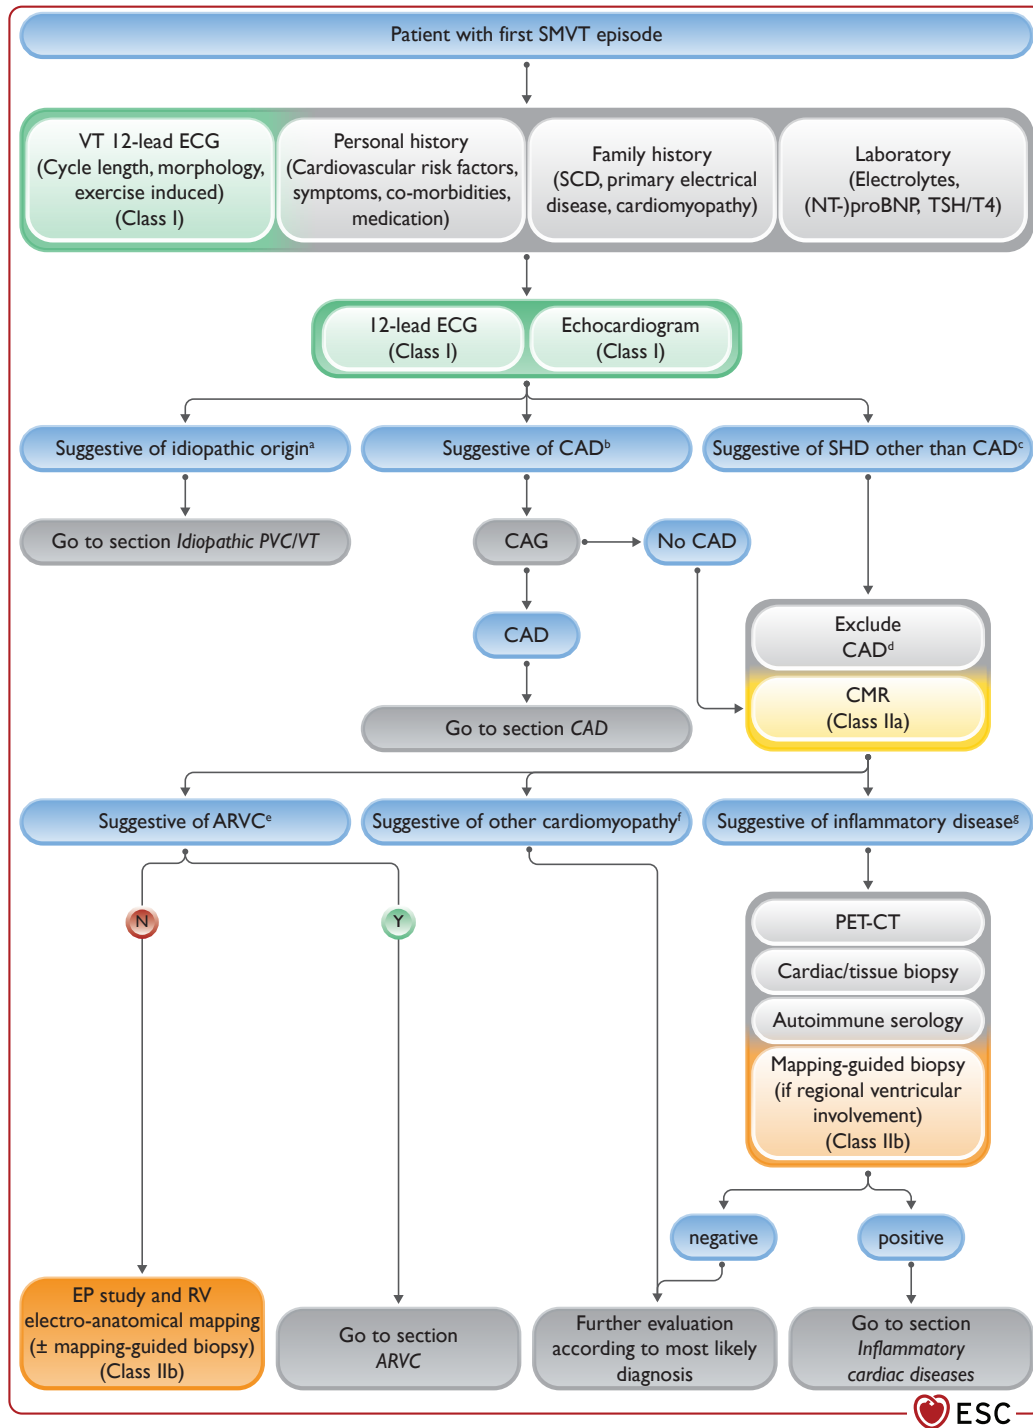 Patient with first SMVT episode
VT 12-lead ECG
(Cycle length, morphology,
exercise induced)
(Class I)
Personal history
(Cardiovascular risk factors,
symptoms, co-morbidities,
medication)
Family history
(SCD, primary electrical
disease, cardiomyopathy)
Laboratory
(Electrolytes,
(NT-)proBNP, TSH/T4)
12-lead ECG
(Class I)
Echocardiogram
(Class I)
Suggestive of idiopathic originᵃ
Suggestive of CADᵇ
Suggestive of SHD other than CADᶜ
Go to section Idiopathic PVC/VT
CAG
No CAD
CAD
Go to section CAD
Exclude
CADᵈ
CMR
(Class IIa)
Suggestive of ARVCᵉ
Suggestive of other cardiomyopathyᶠ
Suggestive of inflammatory diseaseᵍ
N
Y
PET-CT
Cardiac/tissue biopsy
Autoimmune serology
Mapping-guided biopsy
(if regional ventricular
involvement)
(Class IIb)
negative
positive
EP study and RV
electro-anatomical mapping
(± mapping-guided biopsy)
(Class IIb)
Go to section
ARVC
Further evaluation
according to most likely
diagnosis
Go to section
Inflammatory
cardiac diseases
ESC